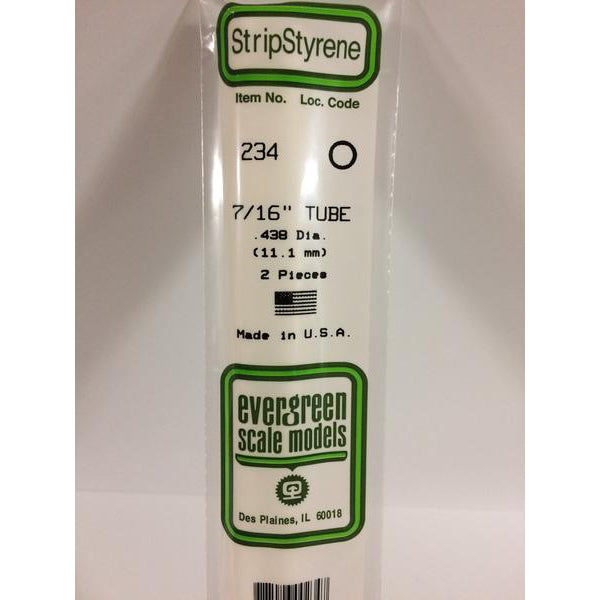 StripStyrene
Item No. Loc. Code
234
7/16" TUBE
.438 Dia.
(11.1 mm)
2 Pieces
Made in U.S.A.
evergreen
scale models
Des Plaines, IL 60018